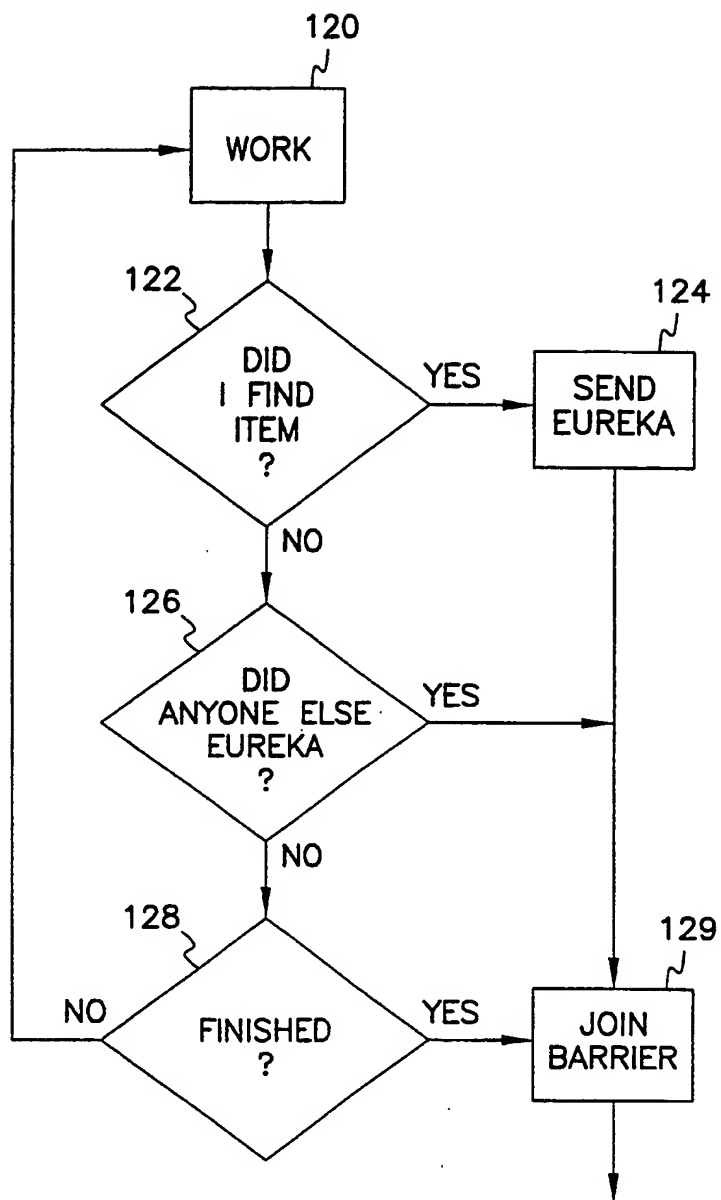 120
WORK
122
DID
I FIND
ITEM
?
YES
124
SEND
EUREKA
NO
126
DID
ANYONE ELSE
EUREKA
?
YES
NO
128
FINISHED
?
NO
YES
129
JOIN
BARRIER